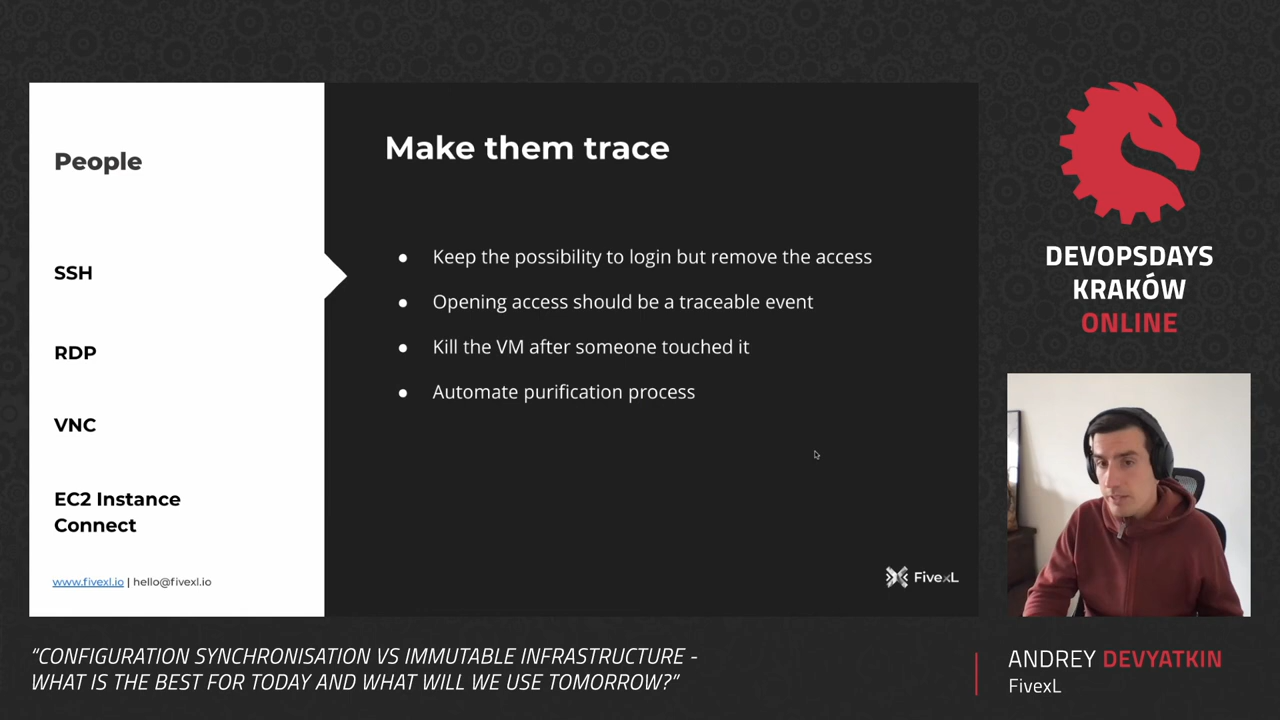 People
SSH
RDP
VNC
EC2 Instance
Connect
www.fivexl.io | hello@fivexl.io
Make them trace
● Keep the possibility to login but remove the access
● Opening access should be a traceable event
● Kill the VM after someone touched it
● Automate purification process
FivexL
DEVOPSDAYS
KRAKÓW
ONLINE
“CONFIGURATION SYNCHRONISATION VS IMMUTABLE INFRASTRUCTURE -
WHAT IS THE BEST FOR TODAY AND WHAT WILL WE USE TOMORROW?”
ANDREY DEVYATKIN
FivexL